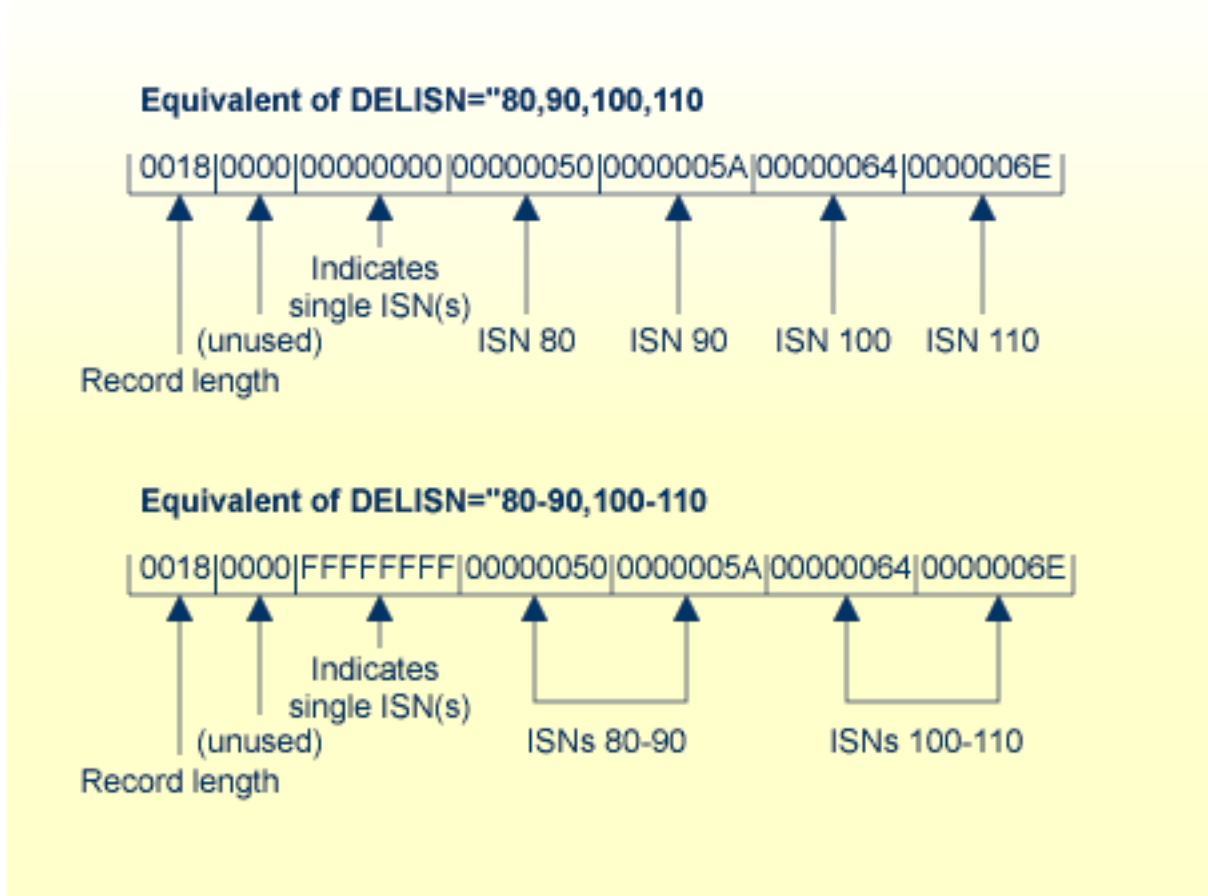 Equivalent of DELISN="80,90,100,110
0018 0000 00000000 00000050 0000005A 00000064 0000006E
Indicates
single ISN(s)
(unused) ISN 80 ISN 90 ISN 100 ISN 110
Record length
Equivalent of DELISN="80-90,100-110
0018 0000 FFFFFFFF 00000050 0000005A 00000064 0000006E
Indicates
single ISN(s)
(unused) ISNs 80-90 ISNs 100-110
Record length